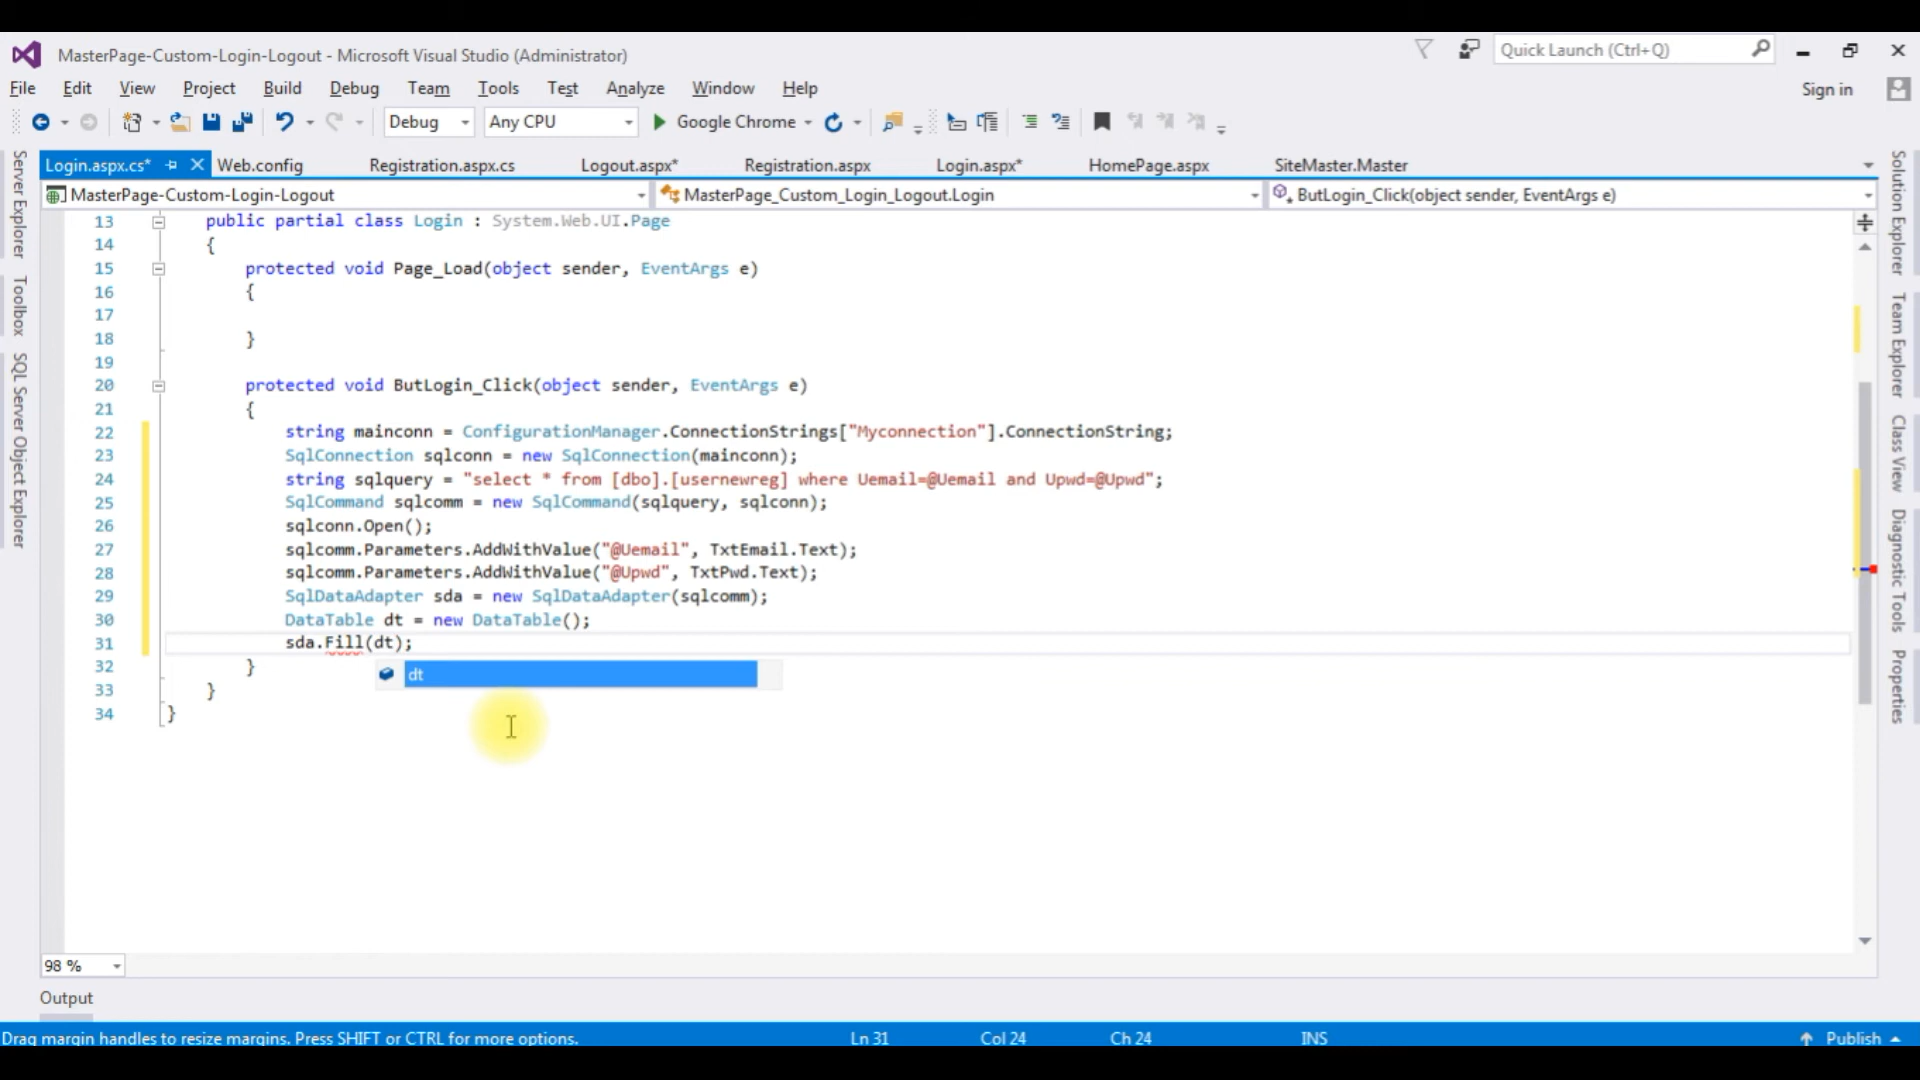 MasterPage-Custom-Login-Logout - Microsoft Visual Studio (Administrator)
Quick Launch (Ctrl+Q)
File Edit View Project Build Debug Team Tools Test Analyze Window Help
Sign in
Debug Any CPU Google Chrome
Login.aspx.cs* Web.config Registration.aspx.cs Logout.aspx* Registration.aspx Login.aspx* HomePage.aspx SiteMaster.Master
MasterPage-Custom-Login-Logout MasterPage_Custom_Login_Logout.Login ButLogin_Click(object sender, EventArgs e)
Server Explorer
Toolbox
SQL Server Object Explorer
13 public partial class Login : System.Web.UI.Page
14 {
15 protected void Page_Load(object sender, EventArgs e)
16 {
17
18 }
19
20 protected void ButLogin_Click(object sender, EventArgs e)
21 {
22 string mainconn = ConfigurationManager.ConnectionStrings["Myconnection"].ConnectionString;
23 SqlConnection sqlconn = new SqlConnection(mainconn);
24 string sqlquery = "select * from [dbo].[usernewreg] where Uemail=@Uemail and Upwd=@Upwd";
25 SqlCommand sqlcomm = new SqlCommand(sqlquery, sqlconn);
26 sqlconn.Open();
27 sqlcomm.Parameters.AddWithValue("@Uemail", TxtEmail.Text);
28 sqlcomm.Parameters.AddWithValue("@Upwd", TxtPwd.Text);
29 SqlDataAdapter sda = new SqlDataAdapter(sqlcomm);
30 DataTable dt = new DataTable();
31 sda.Fill(dt);
32 }
dt
33 }
34 }
Solution Explorer
Team Explorer
Class View
Diagnostic Tools
Properties
98 %
Output
Drag margin handles to resize margins. Press SHIFT or CTRL for more options. Ln 31 Col 24 Ch 24 INS Publish